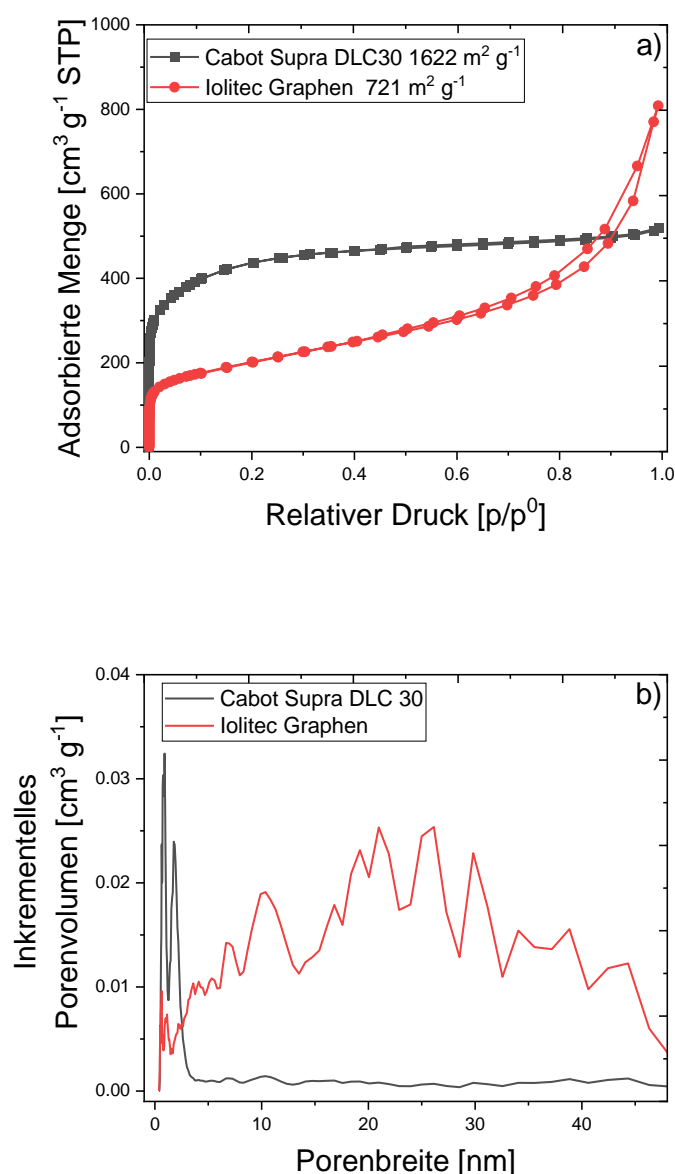 a)
Cabot Supra DLC30 1622 m² g⁻¹
Iolitec Graphen 721 m² g⁻¹
Adsorbierte Menge [cm³ g⁻¹ STP]
1000
800
600
400
200
0
0.0 0.2 0.4 0.6 0.8 1.0
Relativer Druck [p/p⁰]
b)
Cabot Supra DLC 30
Iolitec Graphen
Inkrementelles
Porenvolumen [cm³ g⁻¹]
0.04
0.03
0.02
0.01
0.00
0 10 20 30 40
Porenbreite [nm]